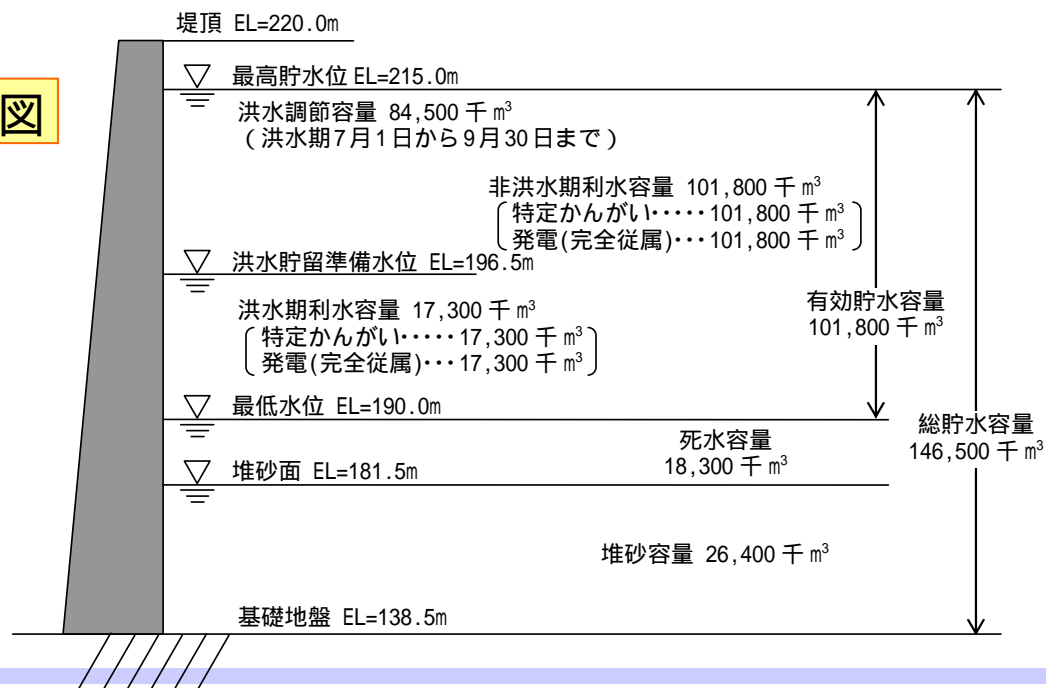 堤頂 EL=220.0m
図
最高貯水位 EL=215.0m
洪水調節容量 84,500 千㎥
(洪水期7月1日から9月30日まで)
非洪水期利水容量 101,800 千㎥
特定かんがい・・・・・101,800 千㎥
発電(完全従属)・・・101,800 千㎥
洪水貯留準備水位 EL=196.5m
洪水期利水容量 17,300 千㎥
特定かんがい・・・・・17,300 千㎥
発電(完全従属)・・・17,300 千㎥
有効貯水容量
101,800 千㎥
最低水位 EL=190.0m
死水容量
18,300 千㎥
総貯水容量
146,500 千㎥
堆砂面 EL=181.5m
堆砂容量 26,400 千㎥
基礎地盤 EL=138.5m